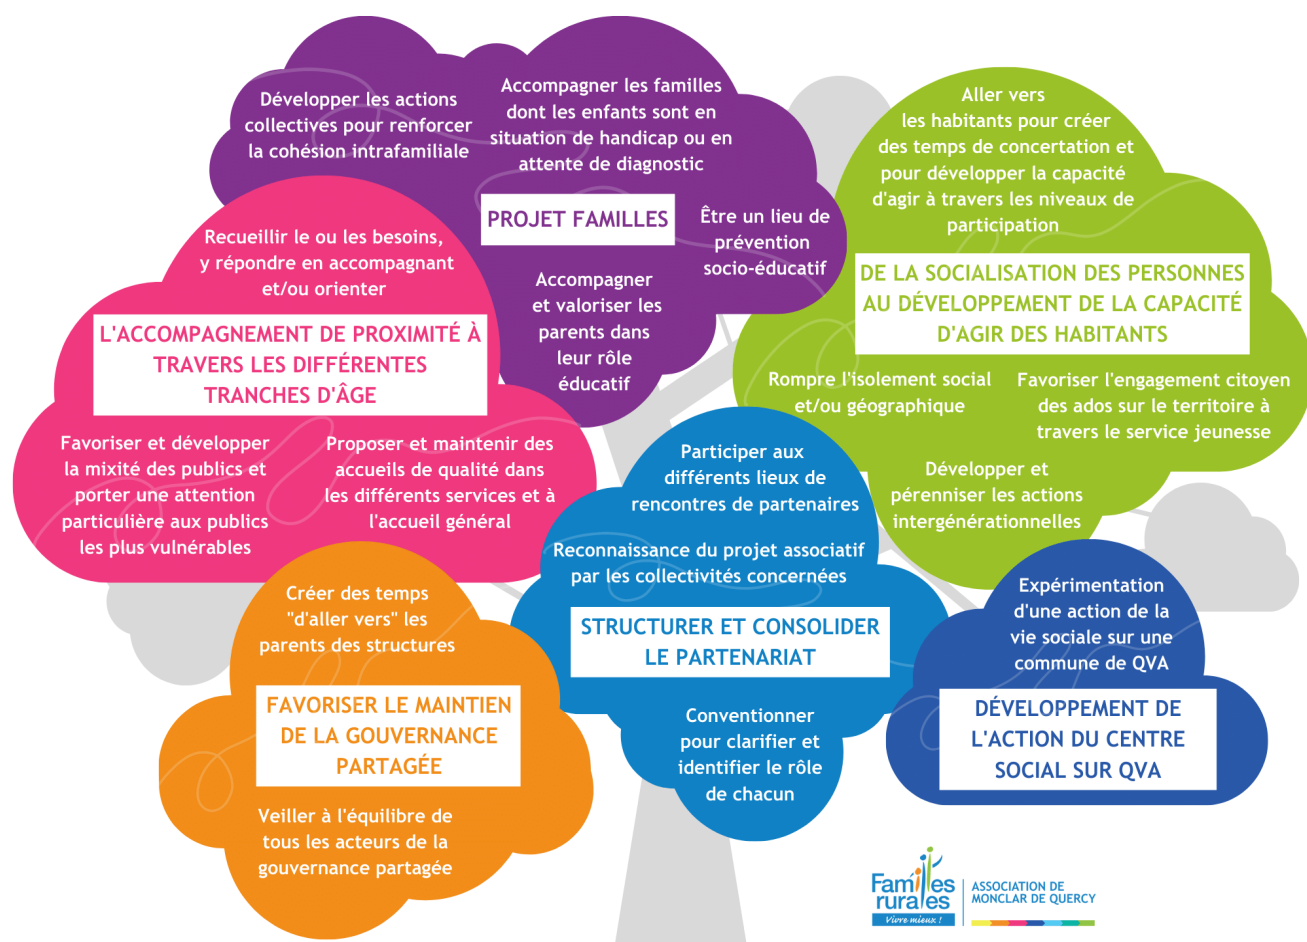 Développer les actions
collectives pour renforcer
la cohésion intrafamiliale
Accompagner les familles
dont les enfants sont en
situation de handicap ou en
attente de diagnostic
PROJET FAMILLES
Être un lieu de
prévention
socio-éducatif
Accompagner
et valoriser les
parents dans
leur rôle
éducatif
Aller vers
les habitants pour créer
des temps de concertation et
pour développer la capacité
d'agir à travers les niveaux de
participation
DE LA SOCIALISATION DES PERSONNES
AU DÉVELOPPEMENT DE LA CAPACITÉ
D'AGIR DES HABITANTS
Rompre l'isolement social
et/ou géographique
Favoriser l'engagement citoyen
des ados sur le territoire à
travers le service jeunesse
Développer et
pérenniser les actions
intergénérationnelles
Recueillir le ou les besoins,
y répondre en accompagnant
et/ou orienter
L'ACCOMPAGNEMENT DE PROXIMITÉ À
TRAVERS LES DIFFÉRENTES
TRANCHES D'ÂGE
Favoriser et développer
la mixité des publics et
porter une attention
particulière aux publics
les plus vulnérables
Proposer et maintenir des
accueils de qualité dans
les différents services et à
l'accueil général
Participer aux
différents lieux de
rencontres de partenaires
Reconnaissance du projet associatif
par les collectivités concernées
STRUCTURER ET CONSOLIDER
LE PARTENARIAT
Conventionner
pour clarifier et
identifier le rôle
de chacun
Créer des temps
"d'aller vers" les
parents des structures
FAVORISER LE MAINTIEN
DE LA GOUVERNANCE
PARTAGÉE
Veiller à l'équilibre de
tous les acteurs de la
gouvernance partagée
Expérimentation
d'une action de la
vie sociale sur une
commune de QVA
DÉVELOPPEMENT DE
L'ACTION DU CENTRE
SOCIAL SUR QVA
Familles
rurales
Vivre mieux !
ASSOCIATION DE
MONCLAR DE QUERCY